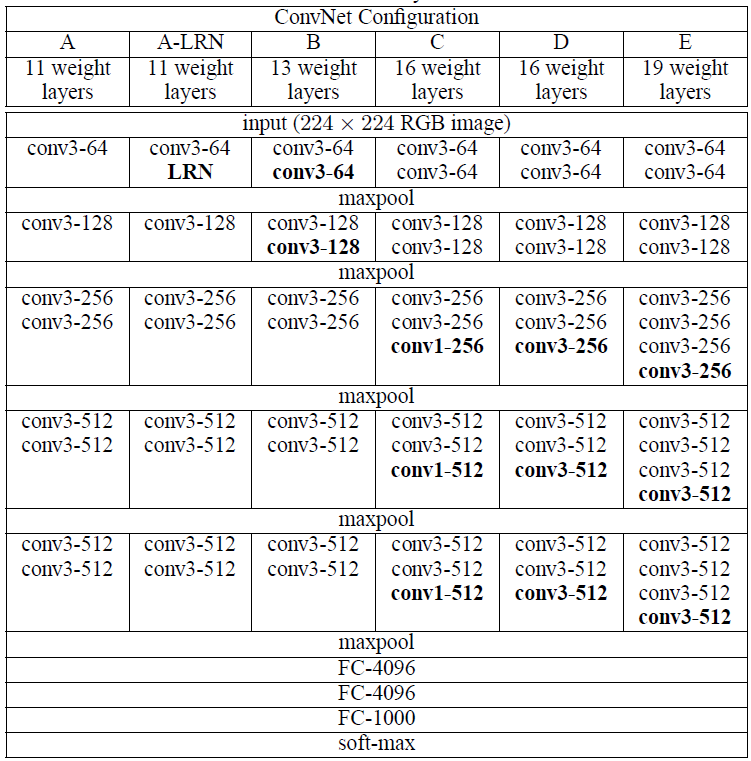 ConvNet Configuration
A A-LRN B C D E
11 weight 11 weight 13 weight 16 weight 16 weight 19 weight
layers layers layers layers layers layers
input (224 × 224 RGB image)
conv3-64 conv3-64 conv3-64 conv3-64 conv3-64 conv3-64
LRN conv3-64 conv3-64 conv3-64 conv3-64
maxpool
conv3-128 conv3-128 conv3-128 conv3-128 conv3-128 conv3-128
conv3-128 conv3-128 conv3-128 conv3-128
maxpool
conv3-256 conv3-256 conv3-256 conv3-256 conv3-256 conv3-256
conv3-256 conv3-256 conv3-256 conv3-256 conv3-256 conv3-256
conv1-256 conv3-256 conv3-256
conv3-256
maxpool
conv3-512 conv3-512 conv3-512 conv3-512 conv3-512 conv3-512
conv3-512 conv3-512 conv3-512 conv3-512 conv3-512 conv3-512
conv1-512 conv3-512 conv3-512
conv3-512
maxpool
conv3-512 conv3-512 conv3-512 conv3-512 conv3-512 conv3-512
conv3-512 conv3-512 conv3-512 conv3-512 conv3-512 conv3-512
conv1-512 conv3-512 conv3-512
conv3-512
maxpool
FC-4096
FC-4096
FC-1000
soft-max